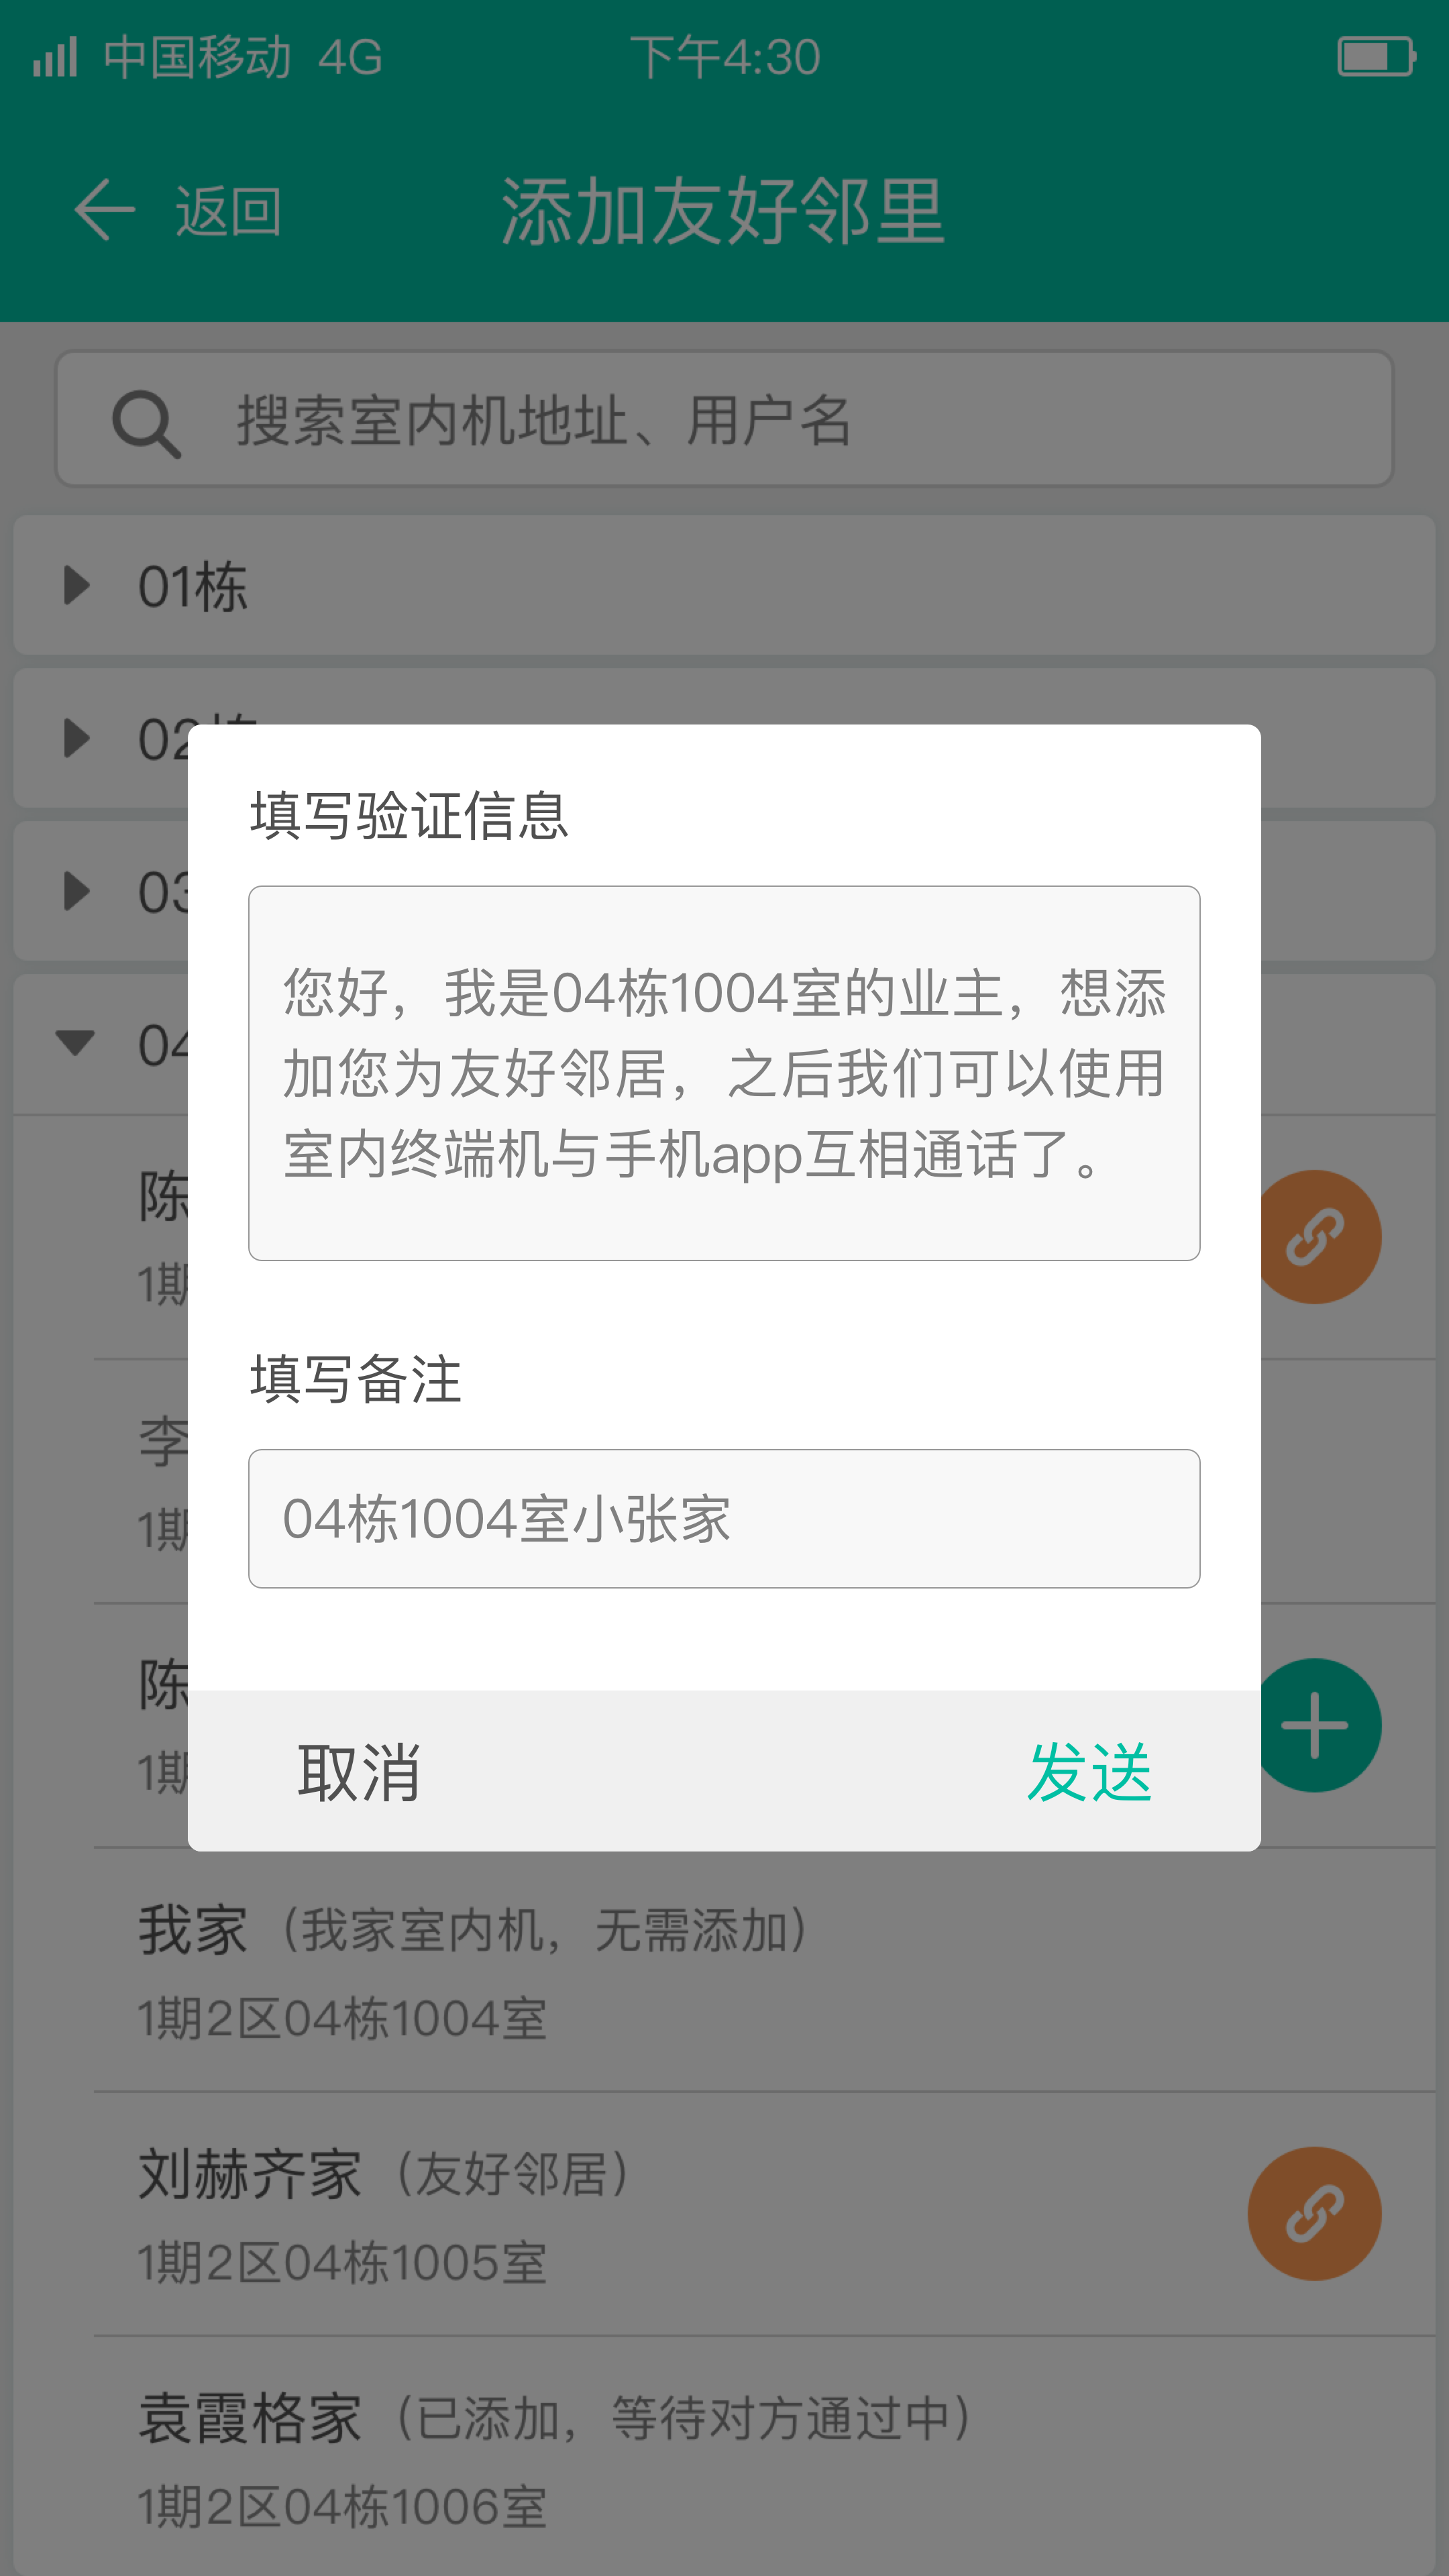 中国移动 4G 下午4:30
返回 添加友好邻里
搜索室内机地址、用户名
01栋
02栋
03
填写验证信息
您好，我是04栋1004室的业主，想添
加您为友好邻居，之后我们可以使用
室内终端机与手机app互相通话了。
04
陈
1期
填写备注
李
04栋1004室小张家
1期
陈
1期
取消 发送
我家（我家室内机，无需添加）
1期2区04栋1004室
刘赫齐家（友好邻居）
1期2区04栋1005室
袁霞格家（已添加，等待对方通过中）
1期2区04栋1006室